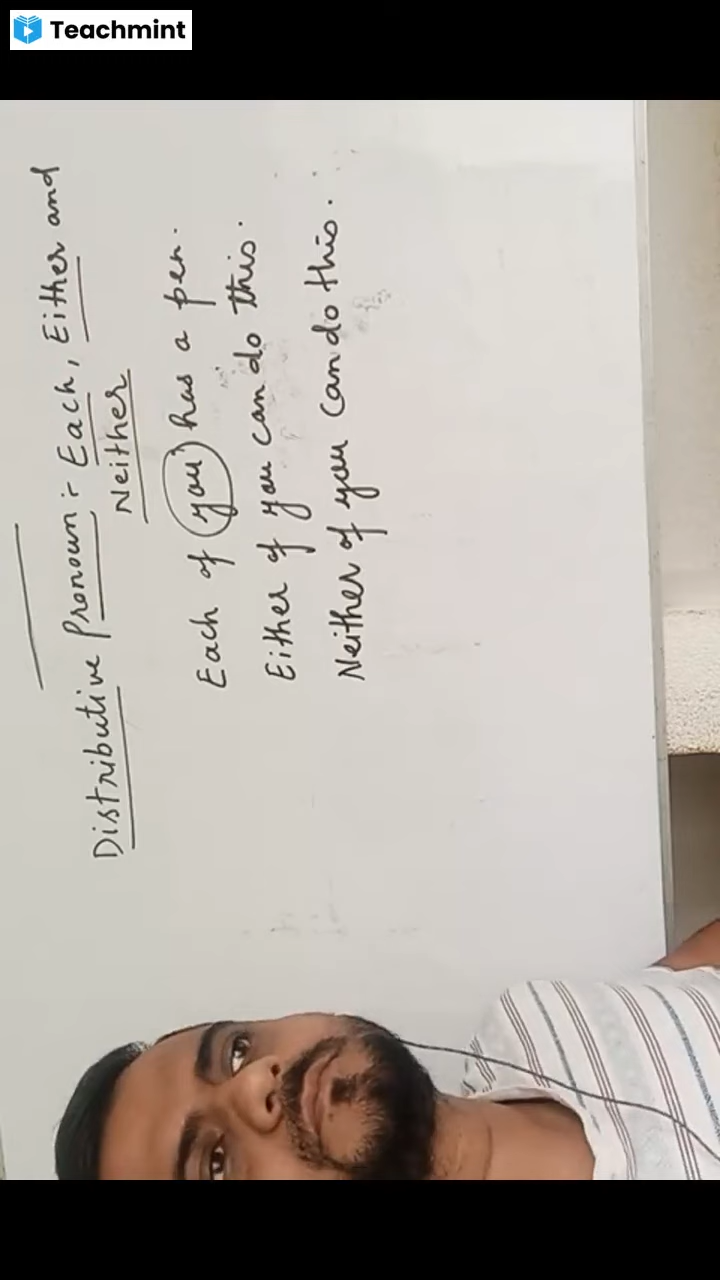 Teachmint
Distributive Pronoun :- Each, Either and
Neither
Each of you has a pen.
Either of you can do this.
Neither of you can do this.